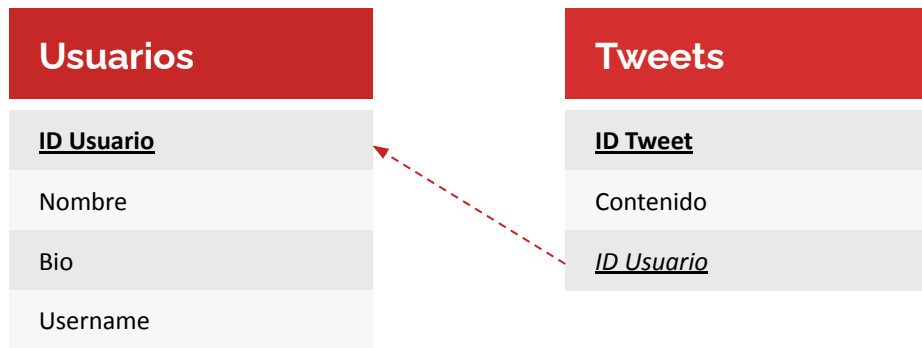 Usuarios
ID Usuario
Nombre
Bio
Username
Tweets
ID Tweet
Contenido
ID Usuario